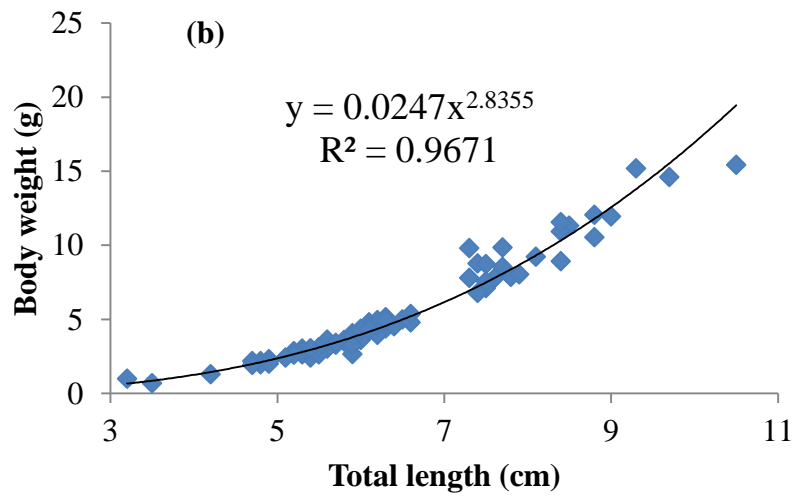 (b)
y = 0.0247x^2.8355
R² = 0.9671
Body weight (g)
25
20
15
10
5
0
3 5 7 9 11
Total length (cm)